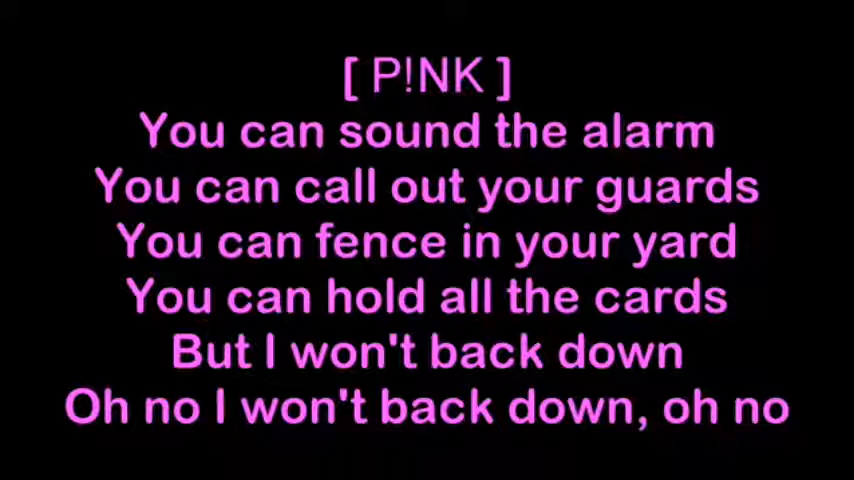 [ P!NK ]
You can sound the alarm
You can call out your guards
You can fence in your yard
You can hold all the cards
But I won't back down
Oh no I won't back down, oh no